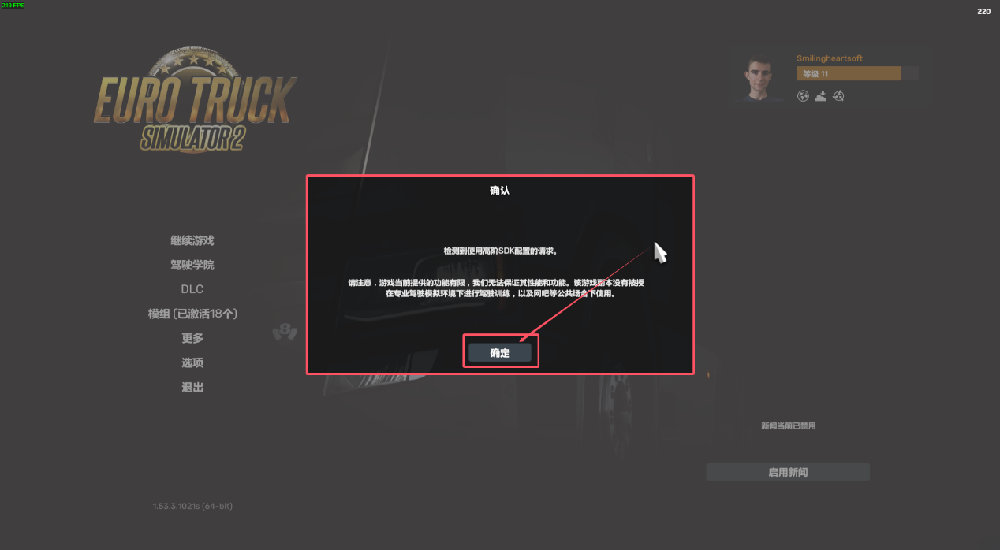 219 FPS
220
EURO TRUCK
SIMULATOR 2
Smilingheartsoft
等级 11
确认
检测到使用高阶SDK配置的请求。
请注意，游戏当前提供的功能有限，我们无法保证其性能和功能。该游戏副本没有被授
在专业驾驶模拟环境下进行驾驶训练，以及网吧等公共场合下使用。
确定
继续游戏
驾驶学院
DLC
模组 (已激活18个)
更多
选项
退出
8
新闻当前已禁用
启用新闻
1.53.3.1021s (64-bit)